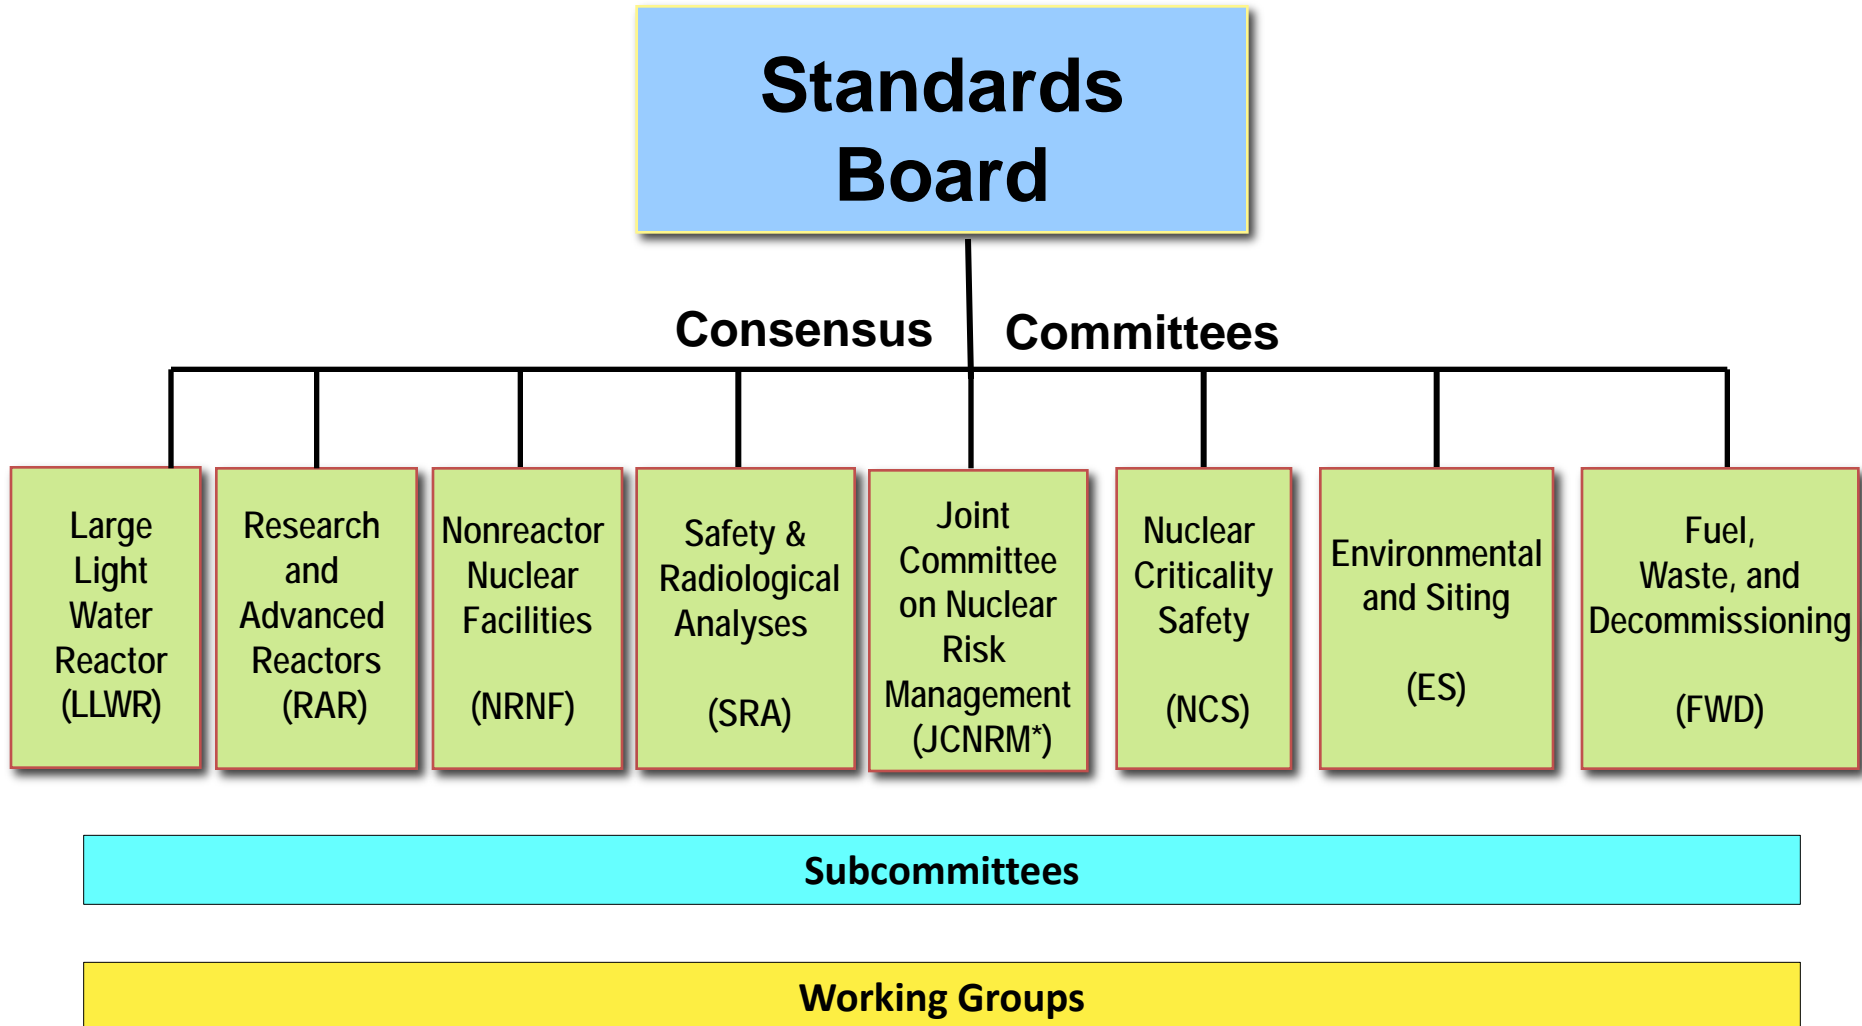 Standards
Board
Consensus Committees
Large
Light
Water
Reactor
(LLWR)
Research
and
Advanced
Reactors
(RAR)
Nonreactor
Nuclear
Facilities
(NRNF)
Safety &
Radiological
Analyses
(SRA)
Joint
Committee
on Nuclear
Risk
Management
(JCNRM*)
Nuclear
Criticality
Safety
(NCS)
Environmental
and Siting
(ES)
Fuel,
Waste, and
Decommissioning
(FWD)
Subcommittees
Working Groups